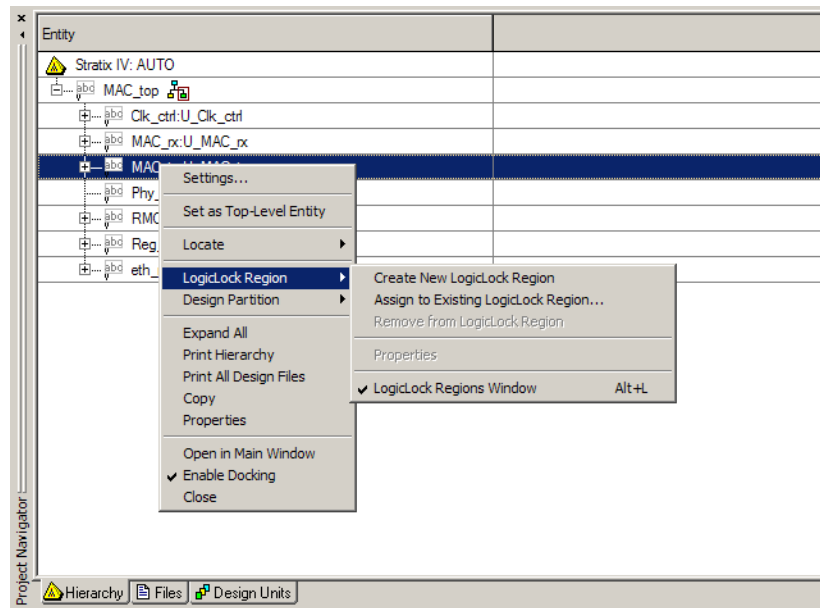 Entity
Stratix IV: AUTO
MAC_top
Clk_ctrl:U_Clk_ctrl
MAC_rx:U_MAC_rx
MAC
Settings...
Phy_
Set as Top-Level Entity
RMO
Reg_
Locate
eth_
LogicLock Region
Create New LogicLock Region
Design Partition
Assign to Existing LogicLock Region...
Remove from LogicLock Region
Expand All
Print Hierarchy
Properties
Print All Design Files
LogicLock Regions Window Alt+L
Copy
Properties
Open in Main Window
Enable Docking
Close
Project Navigator
Hierarchy Files Design Units